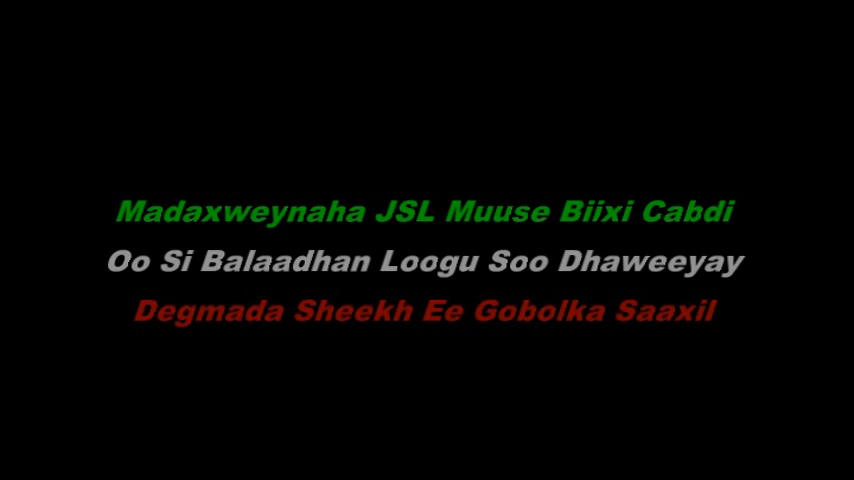 Madaxweynaha JSL Muuse Biixi Cabdi
Oo Si Balaadhan Loogu Soo Dhaweeyay
Degmada Sheekh Ee Gobolka Saaxil